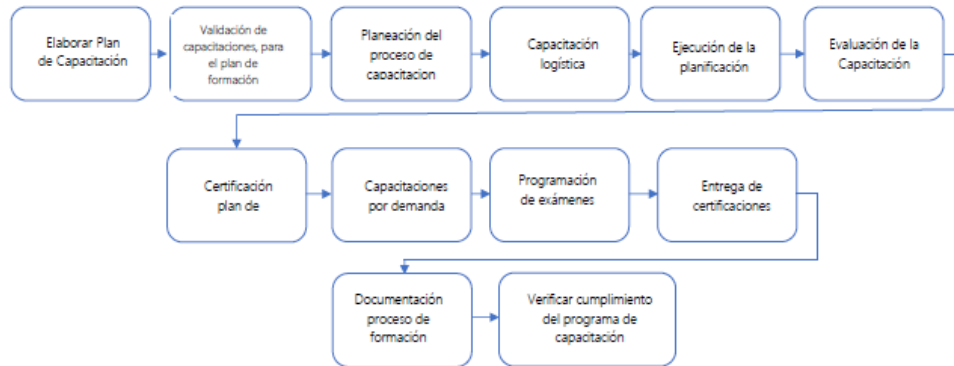 Elaborar Plan
de Capacitación
Validación de
capacitaciones, para
el plan de
formación
Planeación del
proceso de
capacitacion
Capacitación
logística
Ejecución de la
planificación
Evaluación de la
Capacitación
Certificación
plan de
Capacitaciones
por demanda
Programación
de exámenes
Entrega de
certificaciones
Documentación
proceso de
formación
Verificar cumplimiento
del programa de
capacitación